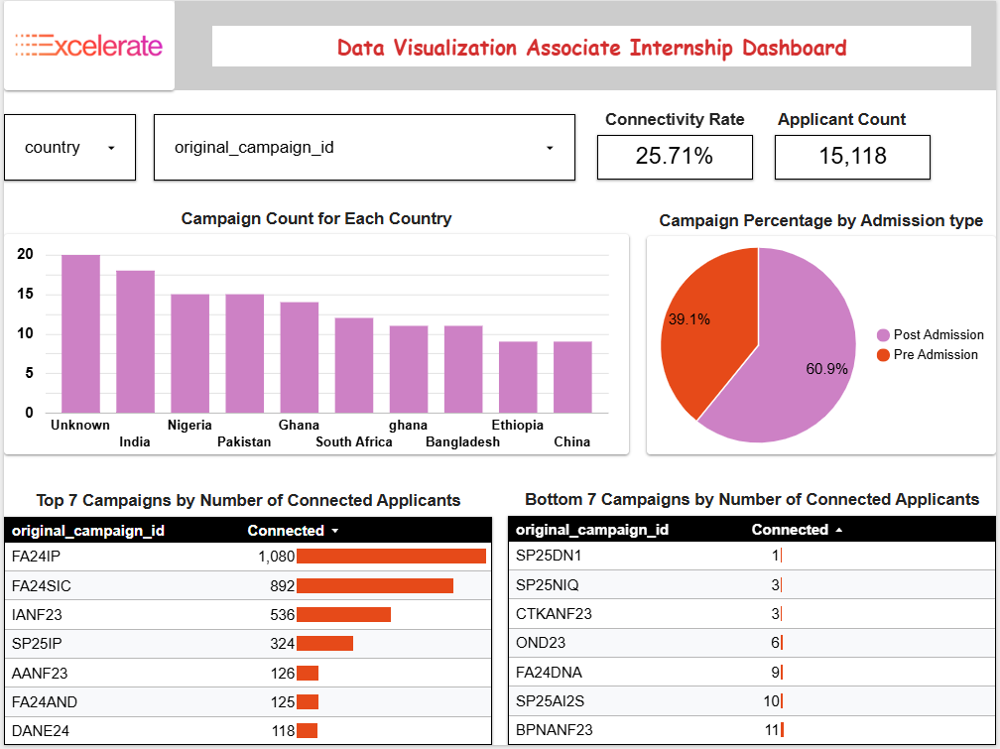 Excelerate
Data Visualization Associate Internship Dashboard
country
original_campaign_id
Connectivity Rate
25.71%
Applicant Count
15,118
Campaign Count for Each Country
20
15
10
5
0
Unknown
India
Nigeria
Pakistan
Ghana
South Africa
ghana
Bangladesh
Ethiopia
China
Campaign Percentage by Admission type
39.1%
60.9%
Post Admission
Pre Admission
Top 7 Campaigns by Number of Connected Applicants
original_campaign_id Connected
FA24IP 1,080
FA24SIC 892
IANF23 536
SP25IP 324
AANF23 126
FA24AND 125
DANE24 118
Bottom 7 Campaigns by Number of Connected Applicants
original_campaign_id Connected
SP25DN1 1
SP25NIQ 3
CTKANF23 3
OND23 6
FA24DNA 9
SP25AI2S 10
BPNANF23 11